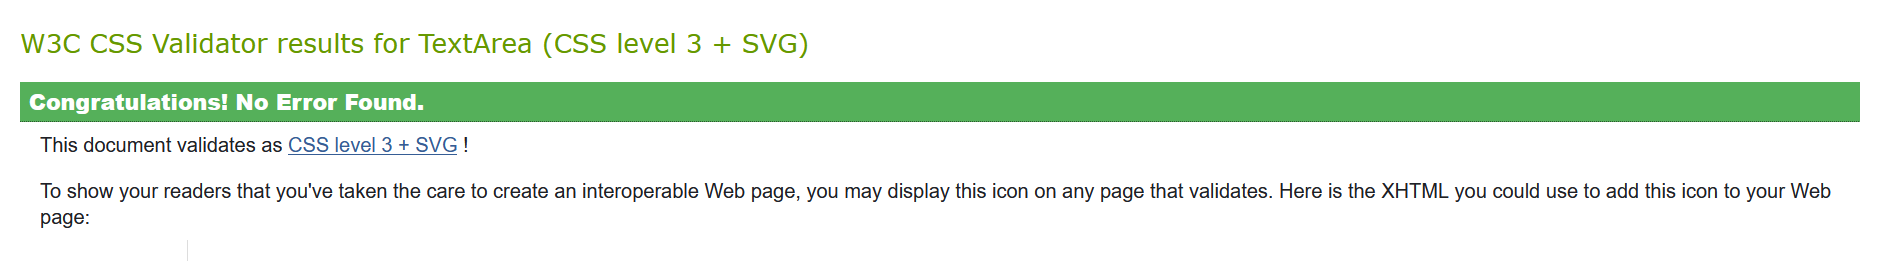 W3C CSS Validator results for TextArea (CSS level 3 + SVG)
Congratulations! No Error Found.
This document validates as CSS level 3 + SVG !
To show your readers that you've taken the care to create an interoperable Web page, you may display this icon on any page that validates. Here is the XHTML you could use to add this icon to your Web
page: